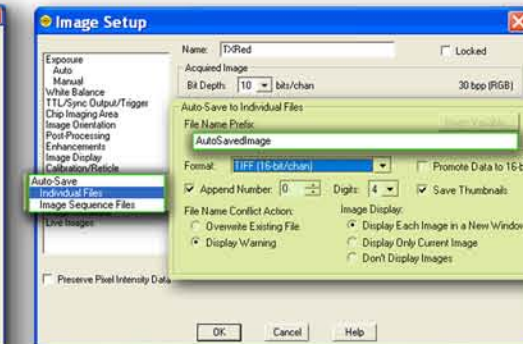 Image Setup
Name: TXRed
Locked
Acquired Image
Bit Depth: 10 bits/chan
30 bpp (RGB)
Exposure
Auto
Manual
White Balance
TTL/Sync Output/Trigger
Chip Imaging Area
Image Orientation
Post-Processing
Enhancements
Image Display
Calibration/Reticle
Auto-Save
Individual Files
Image Sequence Files
Live Images
Auto-Save to Individual Files
File Name Prefix:
AutoSavedImage
Format: TIFF (16-bit/chan)
Promote Data to 16-b
Append Number: 0 Digits: 4
Save Thumbnails
File Name Conflict Action:
Overwrite Existing File
Display Warning
Image Display:
Display Each Image in a New Window
Display Only Current Image
Don't Display Images
Preserve Pixel Intensity Data
OK Cancel Help